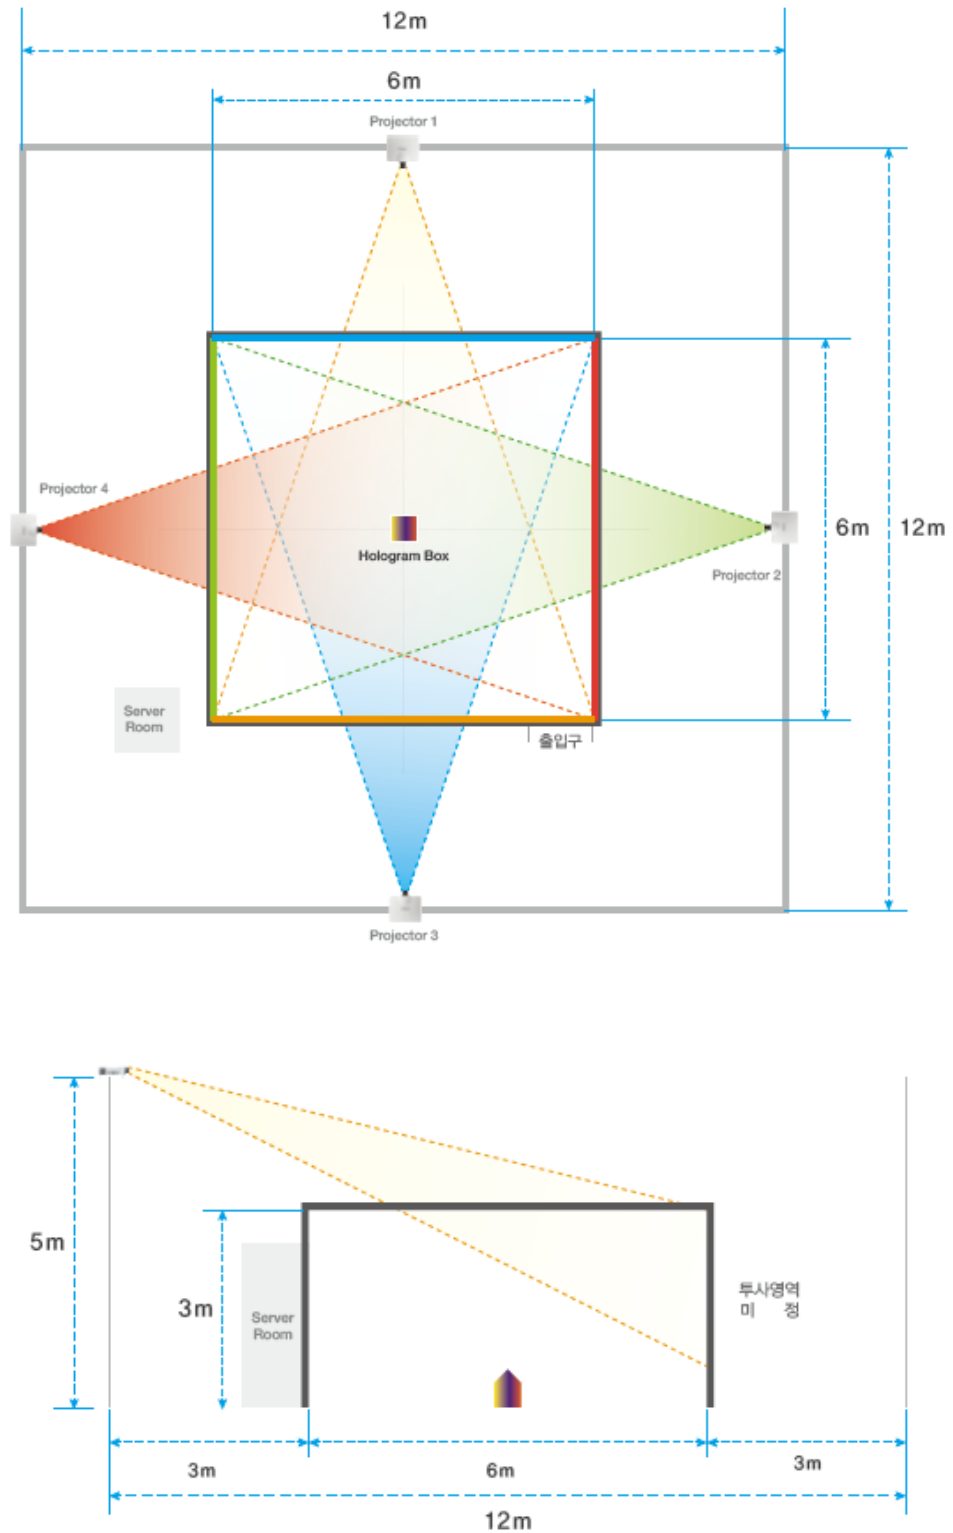 12m
6m
Projector 1
Projector 4
6m
12m
Hologram Box
Projector 2
Server
Room
출입구
Projector 3
5m
3m
Server
Room
투사영역
미 정
3m
6m
3m
12m